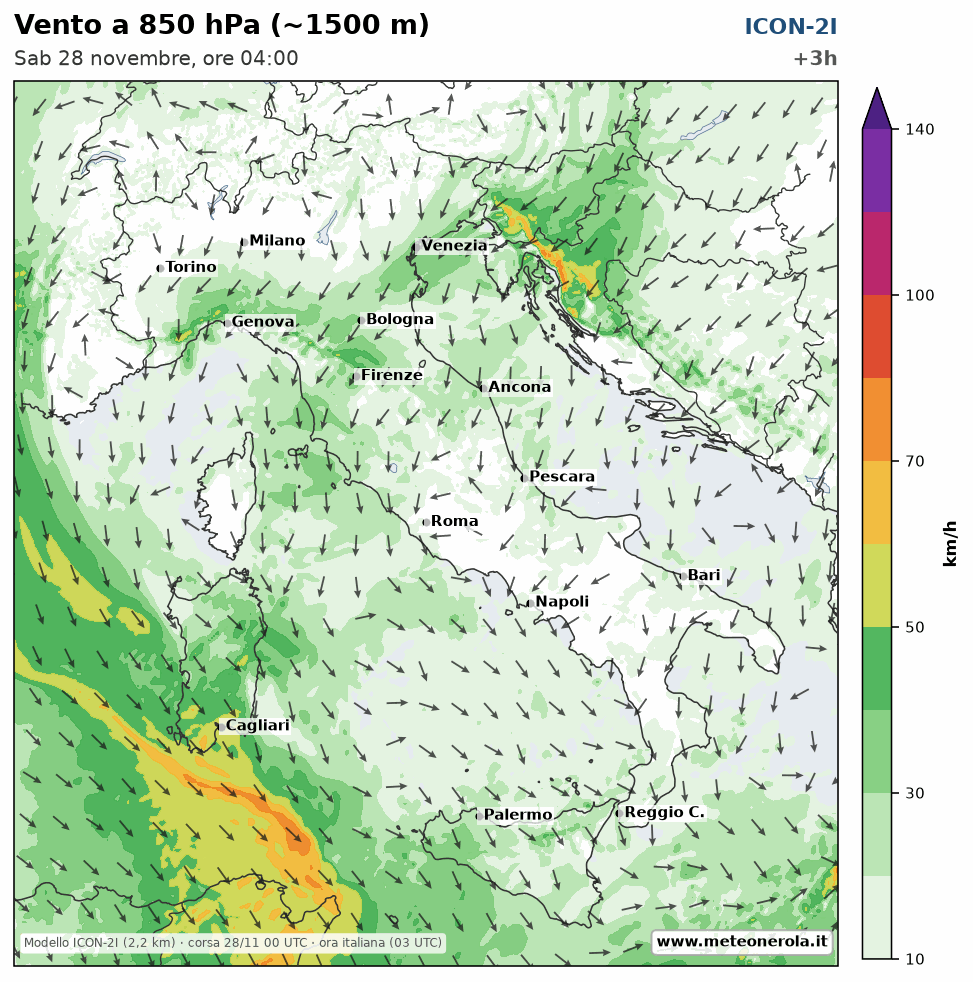 Vento a 850 hPa (~1500 m)
ICON-2I
Sab 28 novembre, ore 04:00
+3h
140
Venezia
Milano
Torino
100
Bologna
Genova
Firenze
Ancona
70
Pescara
Roma
km/h
Bari
Napoli
50
Cagliari
30
Palermo
Reggio C.
Modello ICON-2I (2,2 km) · corsa 28/11 00 UTC · ora italiana (03 UTC)
www.meteonerola.it
10